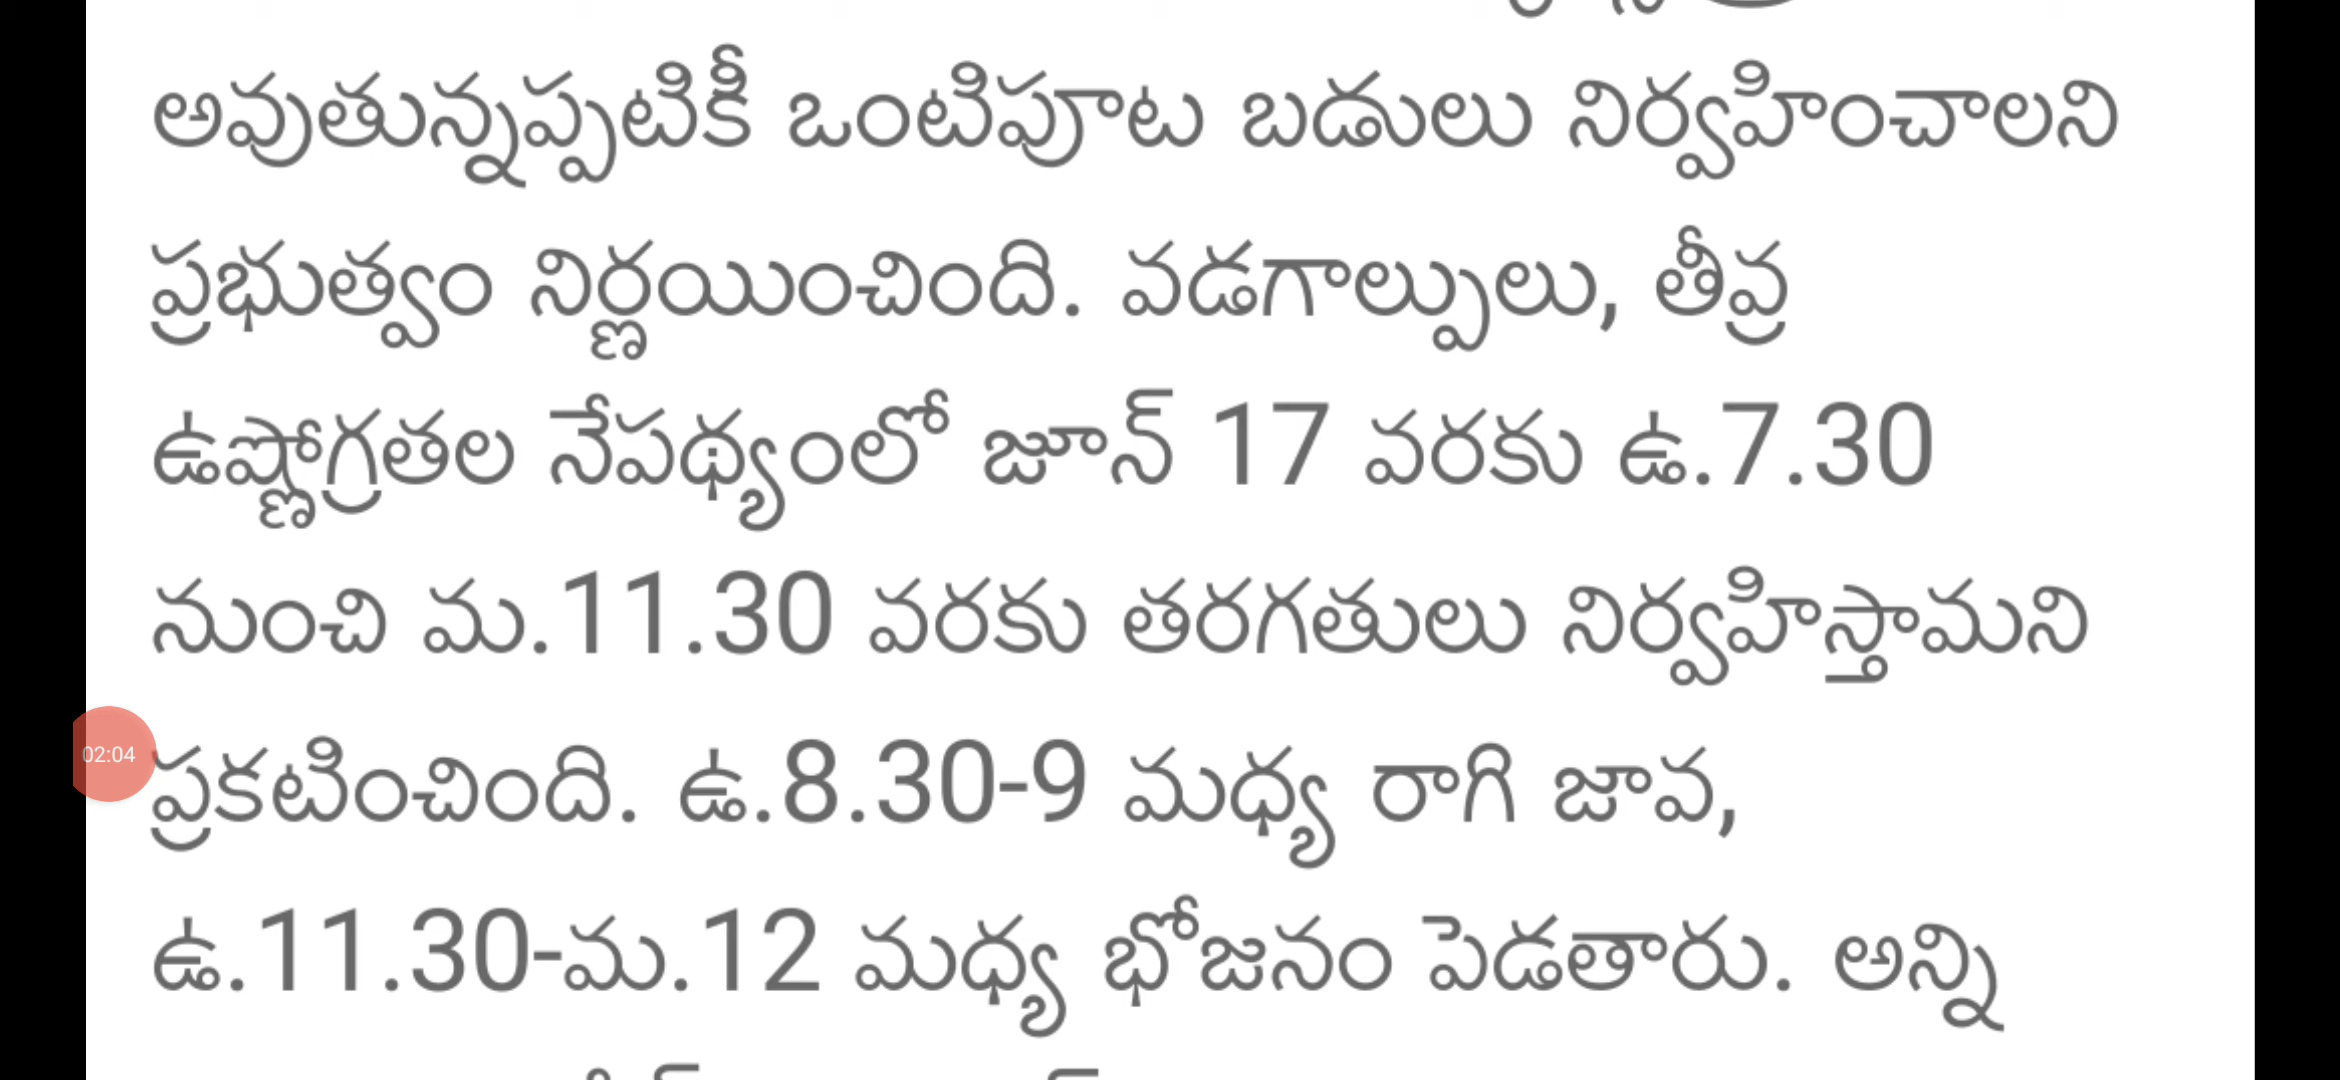 అవుతున్నప్పటికీ ఒంటిపూట బడులు నిర్వహించాలని
ప్రభుత్వం నిర్ణయించింది. వడగాల్పులు, తీవ్ర
ఉష్ణోగ్రతల నేపథ్యంలో జూన్ 17 వరకు ఉ.7.30
నుంచి మ.11.30 వరకు తరగతులు నిర్వహిస్తామని
02:04
ప్రకటించింది. ఉ.8.30-9 మధ్య రాగి జావ,
ఉ.11.30-మ.12 మధ్య భోజనం పెడతారు. అన్ని